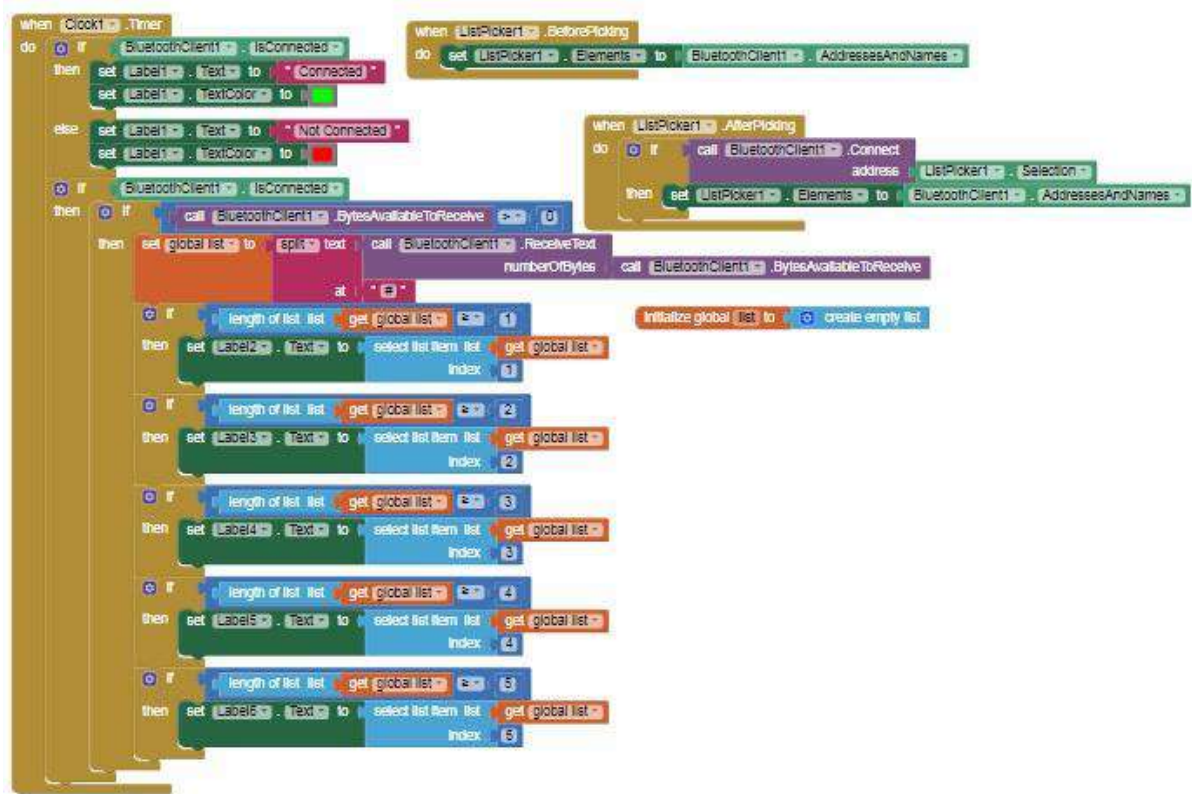 when Clock1 .Timer
do if BluetoothClient1 . IsConnected
then set Label1 . Text to " Connected "
set Label1 . TextColor to
else set Label1 . Text to " Not Connected "
set Label1 . TextColor to
if BluetoothClient1 . IsConnected
then if call BluetoothClient1 .BytesAvailableToReceive > 0
then set global list to split text call BluetoothClient1 .ReceiveText
numberOfBytes call BluetoothClient1 .BytesAvailableToReceive
at " # "
if length of list list get global list ≥ 1
then set Label2 . Text to select list item list get global list
index 1
if length of list list get global list ≥ 2
then set Label3 . Text to select list item list get global list
index 2
if length of list list get global list ≥ 3
then set Label4 . Text to select list item list get global list
index 3
if length of list list get global list ≥ 4
then set Label5 . Text to select list item list get global list
index 4
if length of list list get global list ≥ 5
then set Label6 . Text to select list item list get global list
index 5
when ListPicker1 .BeforePicking
do set ListPicker1 . Elements to BluetoothClient1 . AddressesAndNames
when ListPicker1 .AfterPicking
do if call BluetoothClient1 .Connect
address ListPicker1 . Selection
then set ListPicker1 . Elements to BluetoothClient1 . AddressesAndNames
initialize global list to create empty list